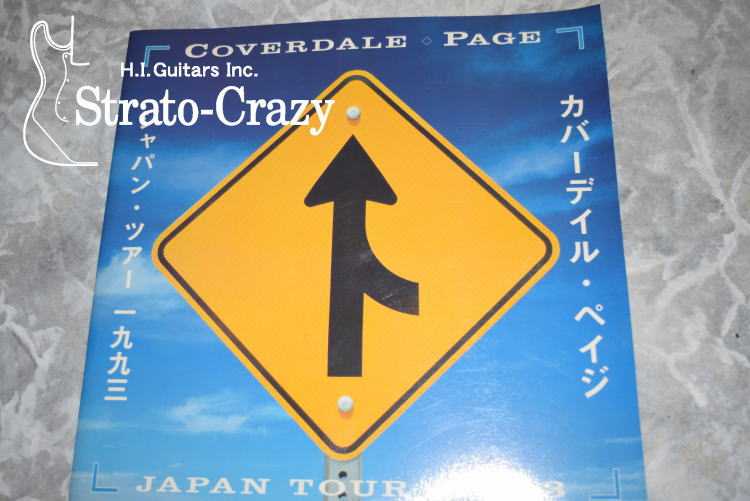 COVERDALE ◇ PAGE
H.I.Guitars Inc.
Strato-Crazy
カバーデイル・ペイジ
ャパン・ツアー 一九九三
JAPAN TOUR
3